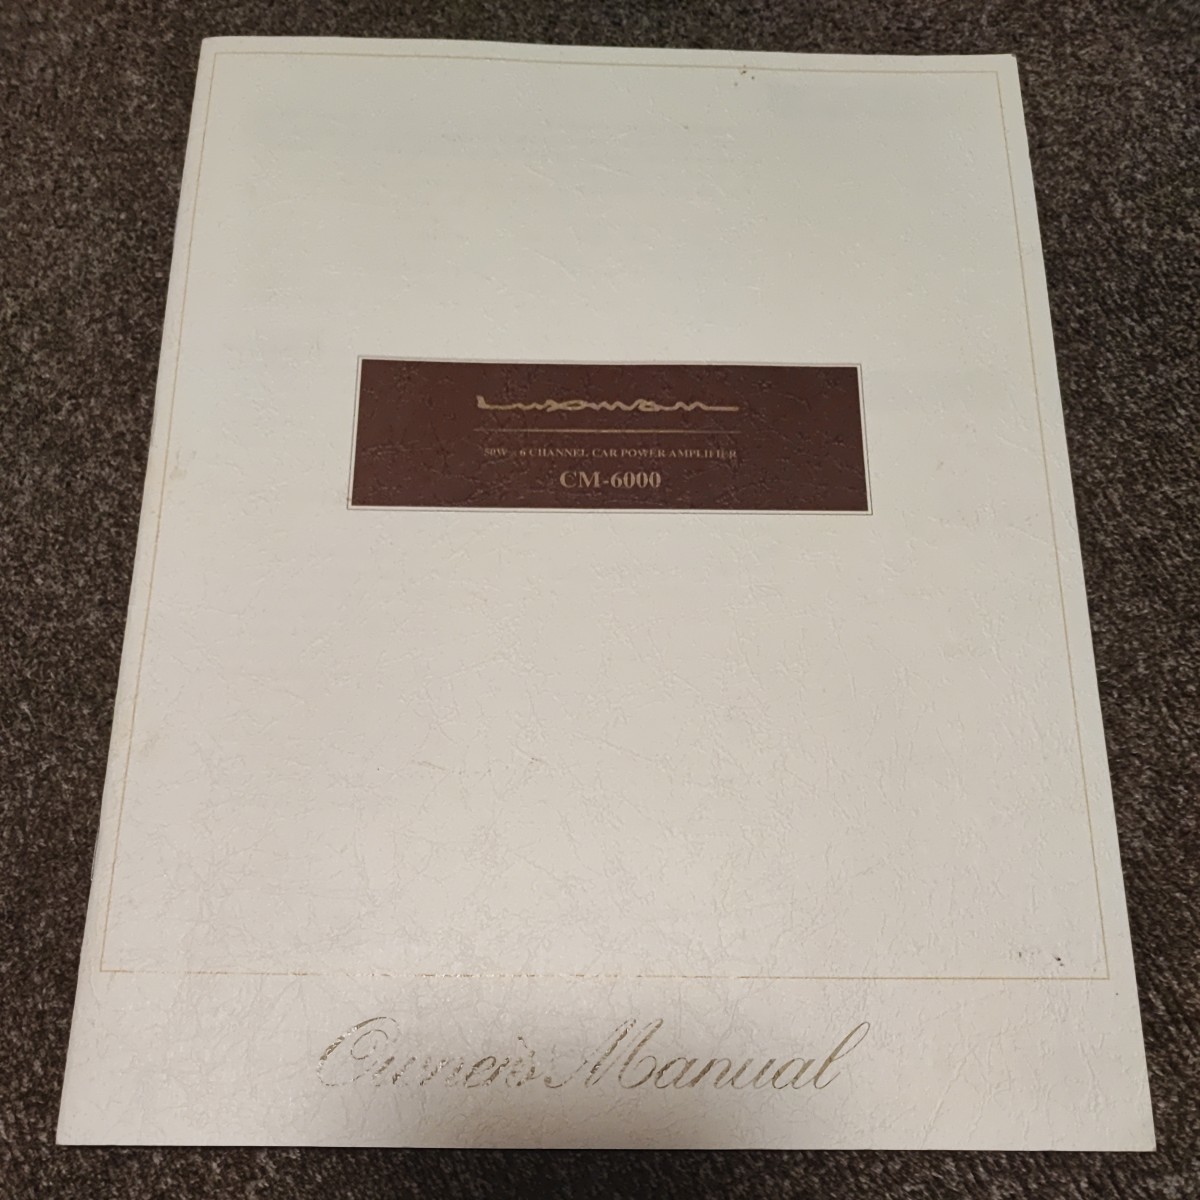 Luxman
50W × 6 CHANNEL CAR POWER AMPLIFIER
CM-6000
Owner's Manual